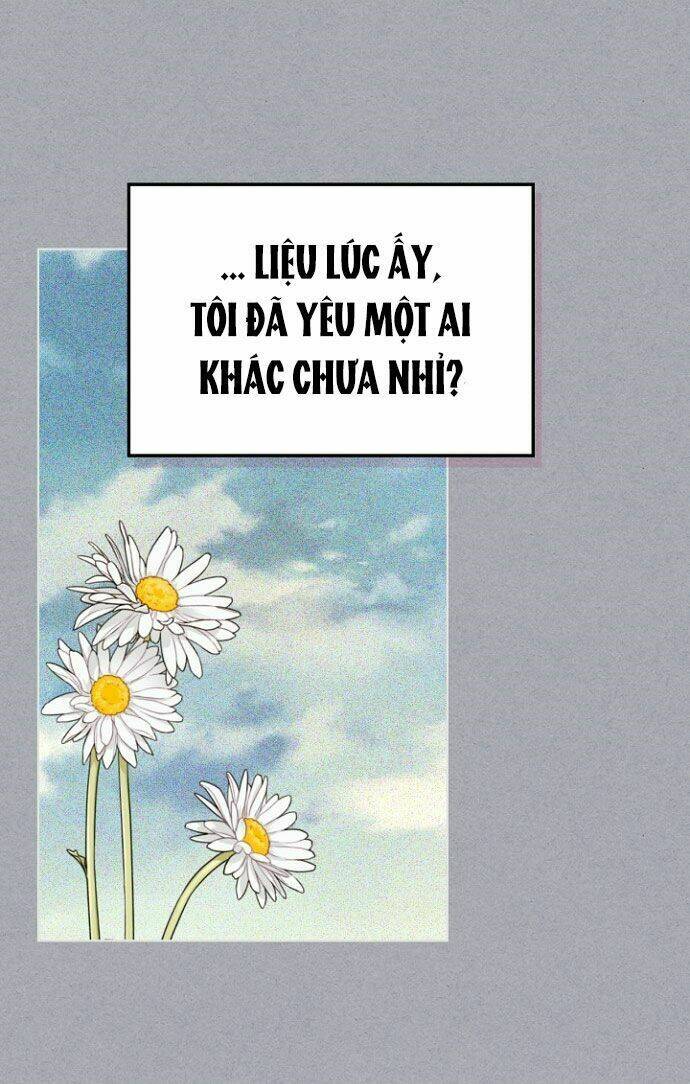 ... LIỆU LÚC ẤY,
TÔI ĐÃ YÊU MỘT AI
KHÁC CHƯA NHỈ?